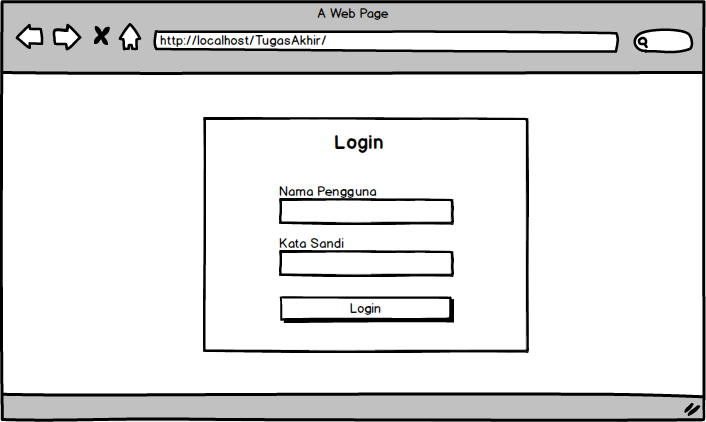 A Web Page
http://localhost/TugasAkhir/
Login
Nama Pengguna
Kata Sandi
Login